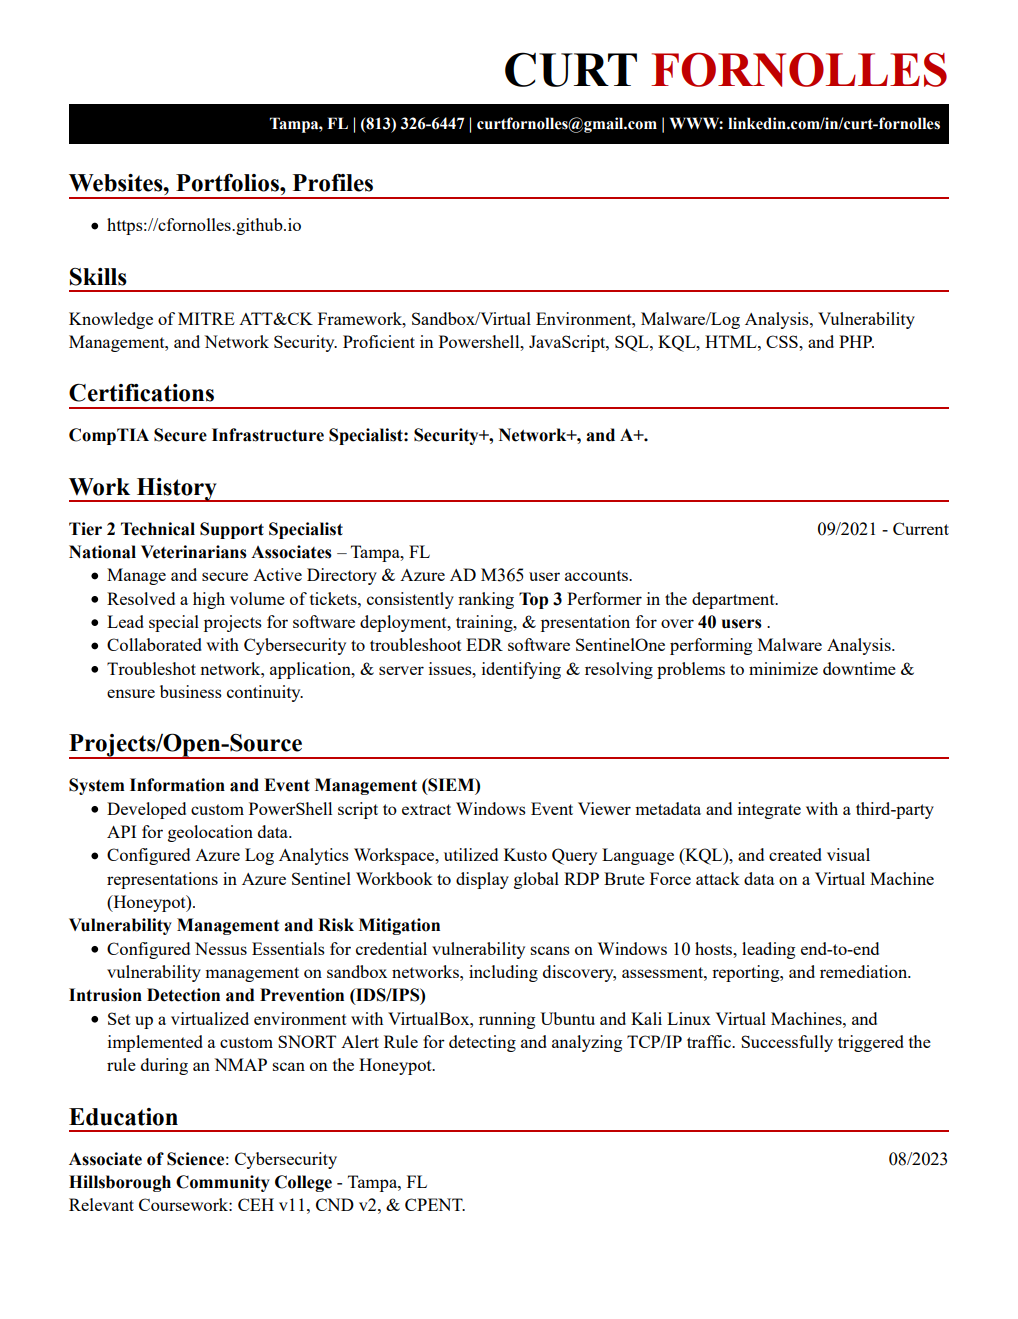 CURT FORNOLLES
Tampa, FL | (813) 326-6447 | curtfornolles@gmail.com | WWW: linkedin.com/in/curt-fornolles
Websites, Portfolios, Profiles
• https://cfornolles.github.io
Skills
Knowledge of MITRE ATT&CK Framework, Sandbox/Virtual Environment, Malware/Log Analysis, Vulnerability
Management, and Network Security. Proficient in Powershell, JavaScript, SQL, KQL, HTML, CSS, and PHP.
Certifications
CompTIA Secure Infrastructure Specialist: Security+, Network+, and A+.
Work History
Tier 2 Technical Support Specialist 09/2021 - Current
National Veterinarians Associates – Tampa, FL
• Manage and secure Active Directory & Azure AD M365 user accounts.
• Resolved a high volume of tickets, consistently ranking Top 3 Performer in the department.
• Lead special projects for software deployment, training, & presentation for over 40 users .
• Collaborated with Cybersecurity to troubleshoot EDR software SentinelOne performing Malware Analysis.
• Troubleshot network, application, & server issues, identifying & resolving problems to minimize downtime &
ensure business continuity.
Projects/Open-Source
System Information and Event Management (SIEM)
• Developed custom PowerShell script to extract Windows Event Viewer metadata and integrate with a third-party
API for geolocation data.
• Configured Azure Log Analytics Workspace, utilized Kusto Query Language (KQL), and created visual
representations in Azure Sentinel Workbook to display global RDP Brute Force attack data on a Virtual Machine
(Honeypot).
Vulnerability Management and Risk Mitigation
• Configured Nessus Essentials for credential vulnerability scans on Windows 10 hosts, leading end-to-end
vulnerability management on sandbox networks, including discovery, assessment, reporting, and remediation.
Intrusion Detection and Prevention (IDS/IPS)
• Set up a virtualized environment with VirtualBox, running Ubuntu and Kali Linux Virtual Machines, and
implemented a custom SNORT Alert Rule for detecting and analyzing TCP/IP traffic. Successfully triggered the
rule during an NMAP scan on the Honeypot.
Education
Associate of Science: Cybersecurity 08/2023
Hillsborough Community College - Tampa, FL
Relevant Coursework: CEH v11, CND v2, & CPENT.